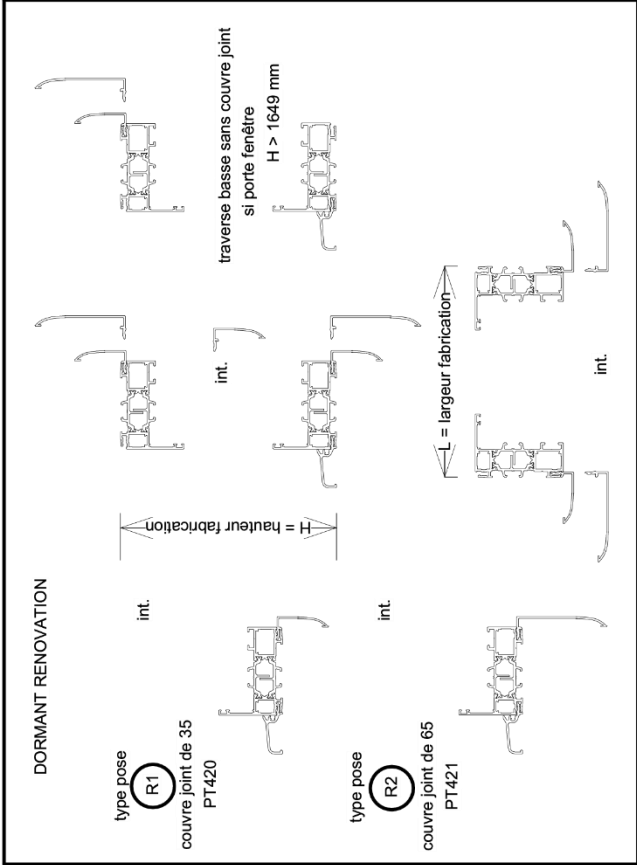 DORMANT RENOVATION
type pose
R1
couvre joint de 35
PT420
int.
type pose
R2
couvre joint de 65
PT421
int.
H = hauteur fabrication
int.
traverse basse sans couvre joint
si porte fenêtre
H > 1649 mm
L = largeur fabrication
int.